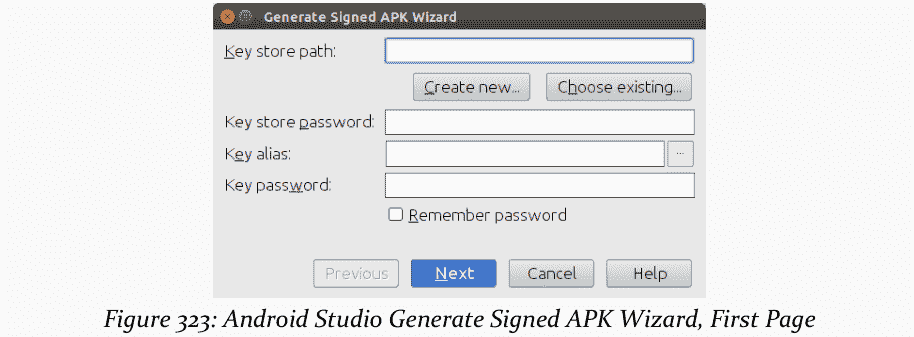 Generate Signed APK Wizard
Key store path:
Create new... Choose existing...
Key store password:
Key alias:
...
Key password:
Remember password
Previous Next Cancel Help
Figure 323: Android Studio Generate Signed APK Wizard, First Page